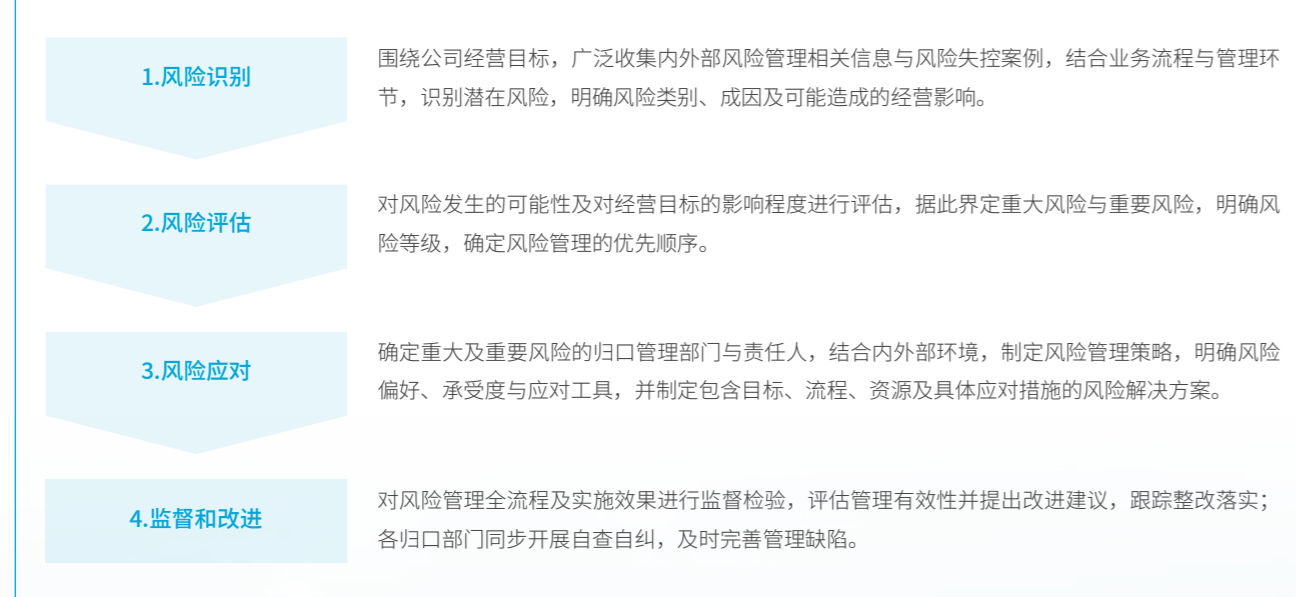 1.风险识别
围绕公司经营目标，广泛收集内外部风险管理相关信息与风险失控案例，结合业务流程与管理环
节，识别潜在风险，明确风险类别、成因及可能造成的经营影响。
2.风险评估
对风险发生的可能性及对经营目标的影响程度进行评估，据此界定重大风险与重要风险，明确风
险等级，确定风险管理的优先顺序。
3.风险应对
确定重大及重要风险的归口管理部门与责任人，结合内外部环境，制定风险管理策略，明确风险
偏好、承受度与应对工具，并制定包含目标、流程、资源及具体应对措施的风险解决方案。
4.监督和改进
对风险管理全流程及实施效果进行监督检验，评估管理有效性并提出改进建议，跟踪整改落实；
各归口部门同步开展自查自纠，及时完善管理缺陷。